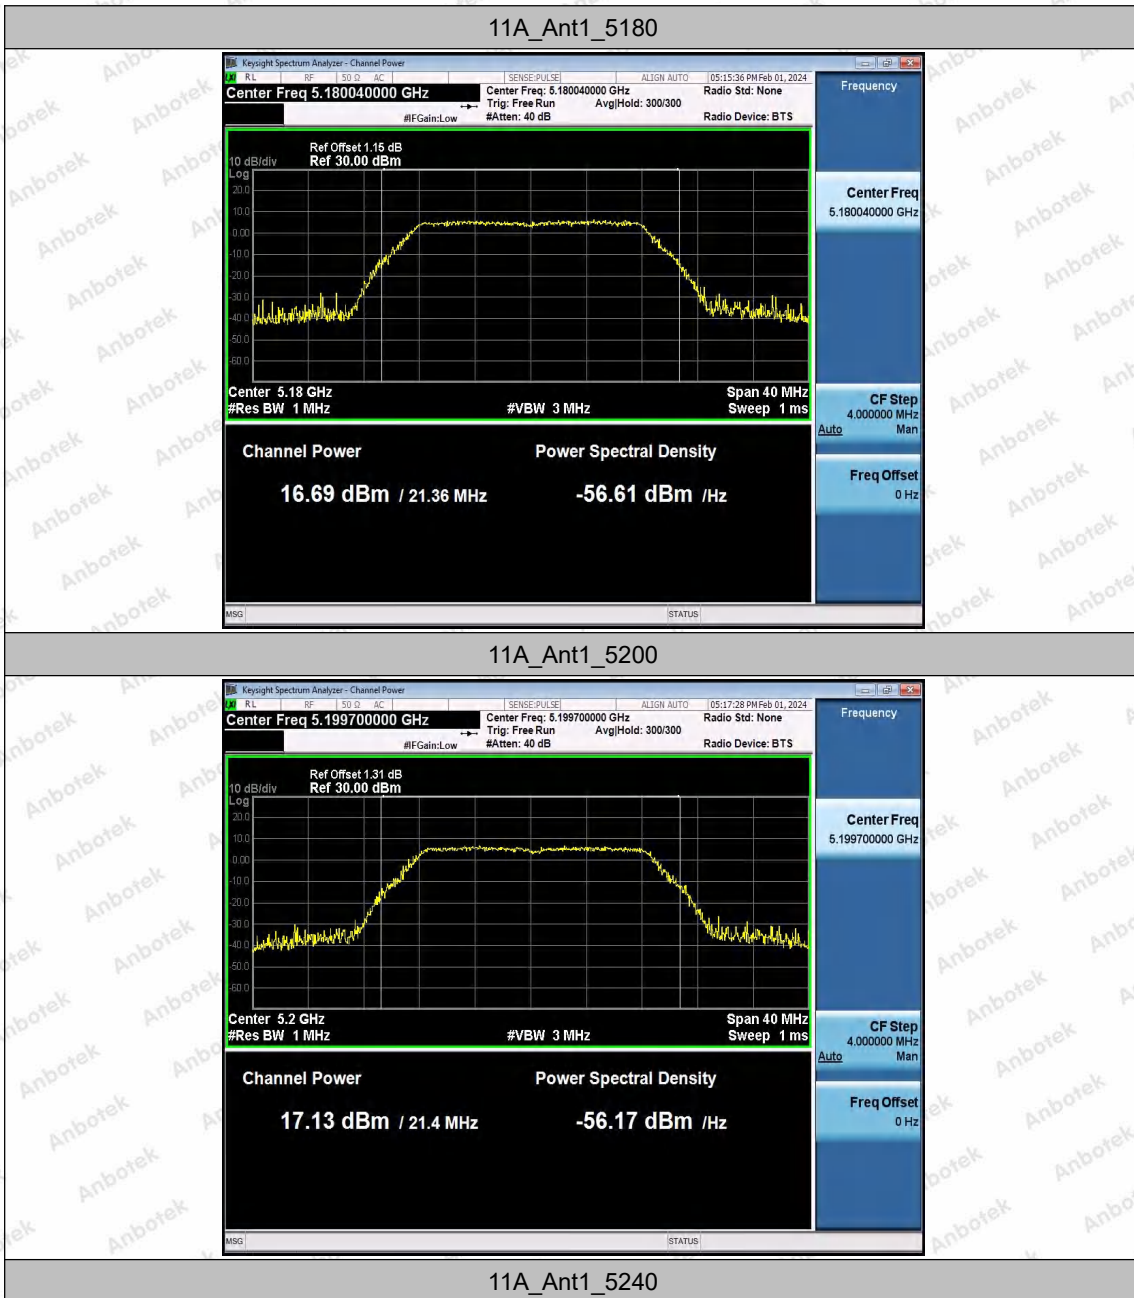 11A_Ant1_5180
Keysight Spectrum Analyzer - Channel Power
LXI RL RF 50 Ω AC SENSE:PULSE ALIGN AUTO 05:15:36 PM Feb 01, 2024
Center Freq 5.180040000 GHz
Center Freq: 5.180040000 GHz Radio Std: None
Trig: Free Run Avg|Hold: 300/300
#IFGain:Low #Atten: 40 dB Radio Device: BTS
Ref Offset 1.15 dB
10 dB/div Ref 30.00 dBm
Log
20.0
10.0
0.00
-10.0
-20.0
-30.0
-40.0
-50.0
-60.0
Center 5.18 GHz Span 40 MHz
#Res BW 1 MHz #VBW 3 MHz Sweep 1 ms
Channel Power Power Spectral Density
16.69 dBm / 21.36 MHz -56.61 dBm /Hz
MSG STATUS
Frequency
Center Freq
5.180040000 GHz
CF Step
4.000000 MHz
Auto Man
Freq Offset
0 Hz
11A_Ant1_5200
Keysight Spectrum Analyzer - Channel Power
LXI RL RF 50 Ω AC SENSE:PULSE ALIGN AUTO 05:17:28 PM Feb 01, 2024
Center Freq 5.199700000 GHz
Center Freq: 5.199700000 GHz Radio Std: None
Trig: Free Run Avg|Hold: 300/300
#IFGain:Low #Atten: 40 dB Radio Device: BTS
Ref Offset 1.31 dB
10 dB/div Ref 30.00 dBm
Log
20.0
10.0
0.00
-10.0
-20.0
-30.0
-40.0
-50.0
-60.0
Center 5.2 GHz Span 40 MHz
#Res BW 1 MHz #VBW 3 MHz Sweep 1 ms
Channel Power Power Spectral Density
17.13 dBm / 21.4 MHz -56.17 dBm /Hz
MSG STATUS
Frequency
Center Freq
5.199700000 GHz
CF Step
4.000000 MHz
Auto Man
Freq Offset
0 Hz
11A_Ant1_5240
Anbotek